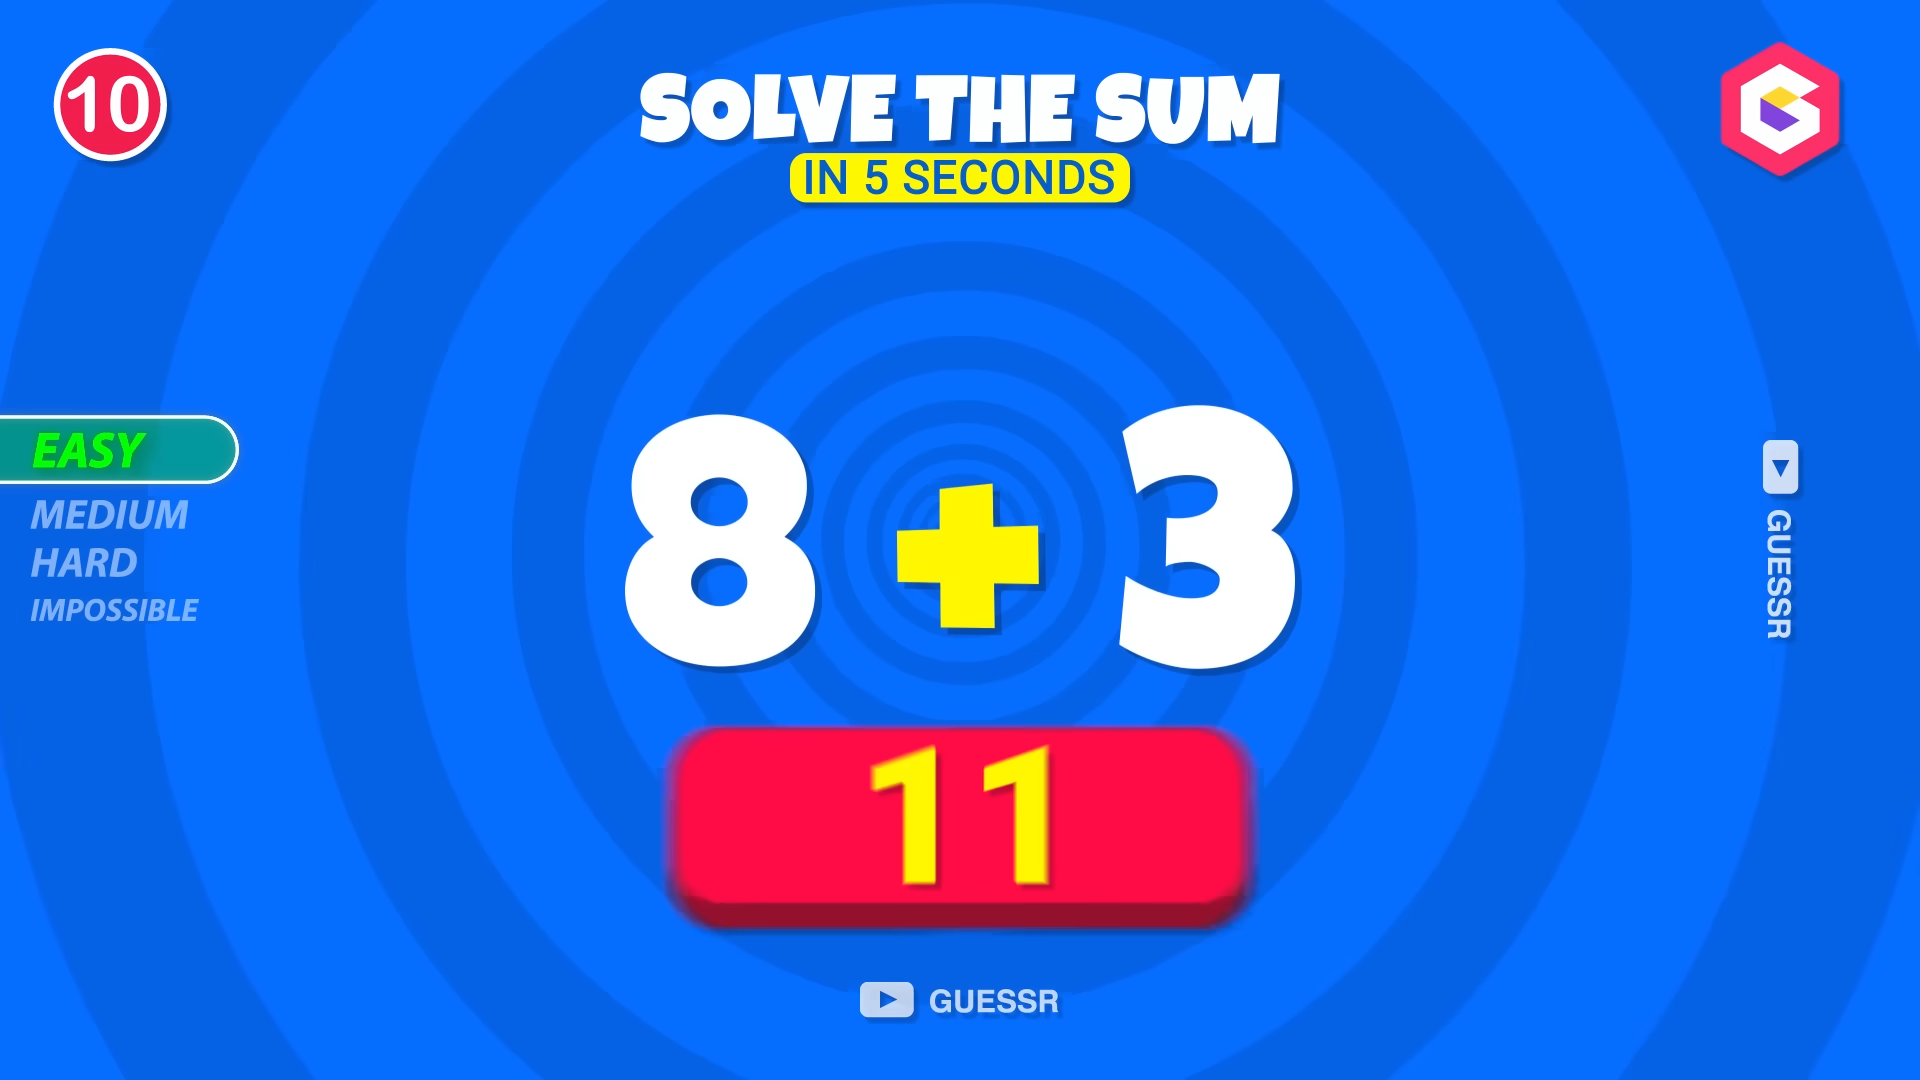 10
SOLVE THE SUM
IN 5 SECONDS
EASY
MEDIUM
HARD
IMPOSSIBLE
8 + 3
11
GUESSR
GUESSR